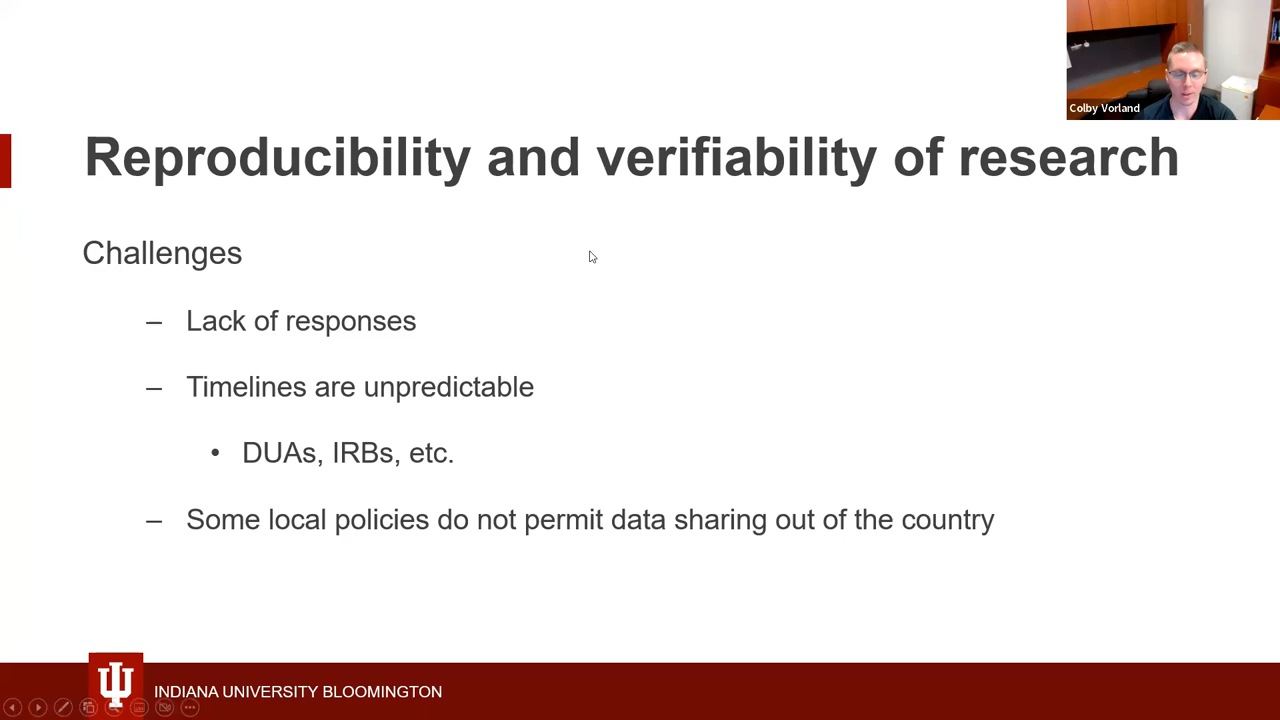 Colby Vorland
Reproducibility and verifiability of research
Challenges
– Lack of responses
– Timelines are unpredictable
• DUAs, IRBs, etc.
– Some local policies do not permit data sharing out of the country
INDIANA UNIVERSITY BLOOMINGTON